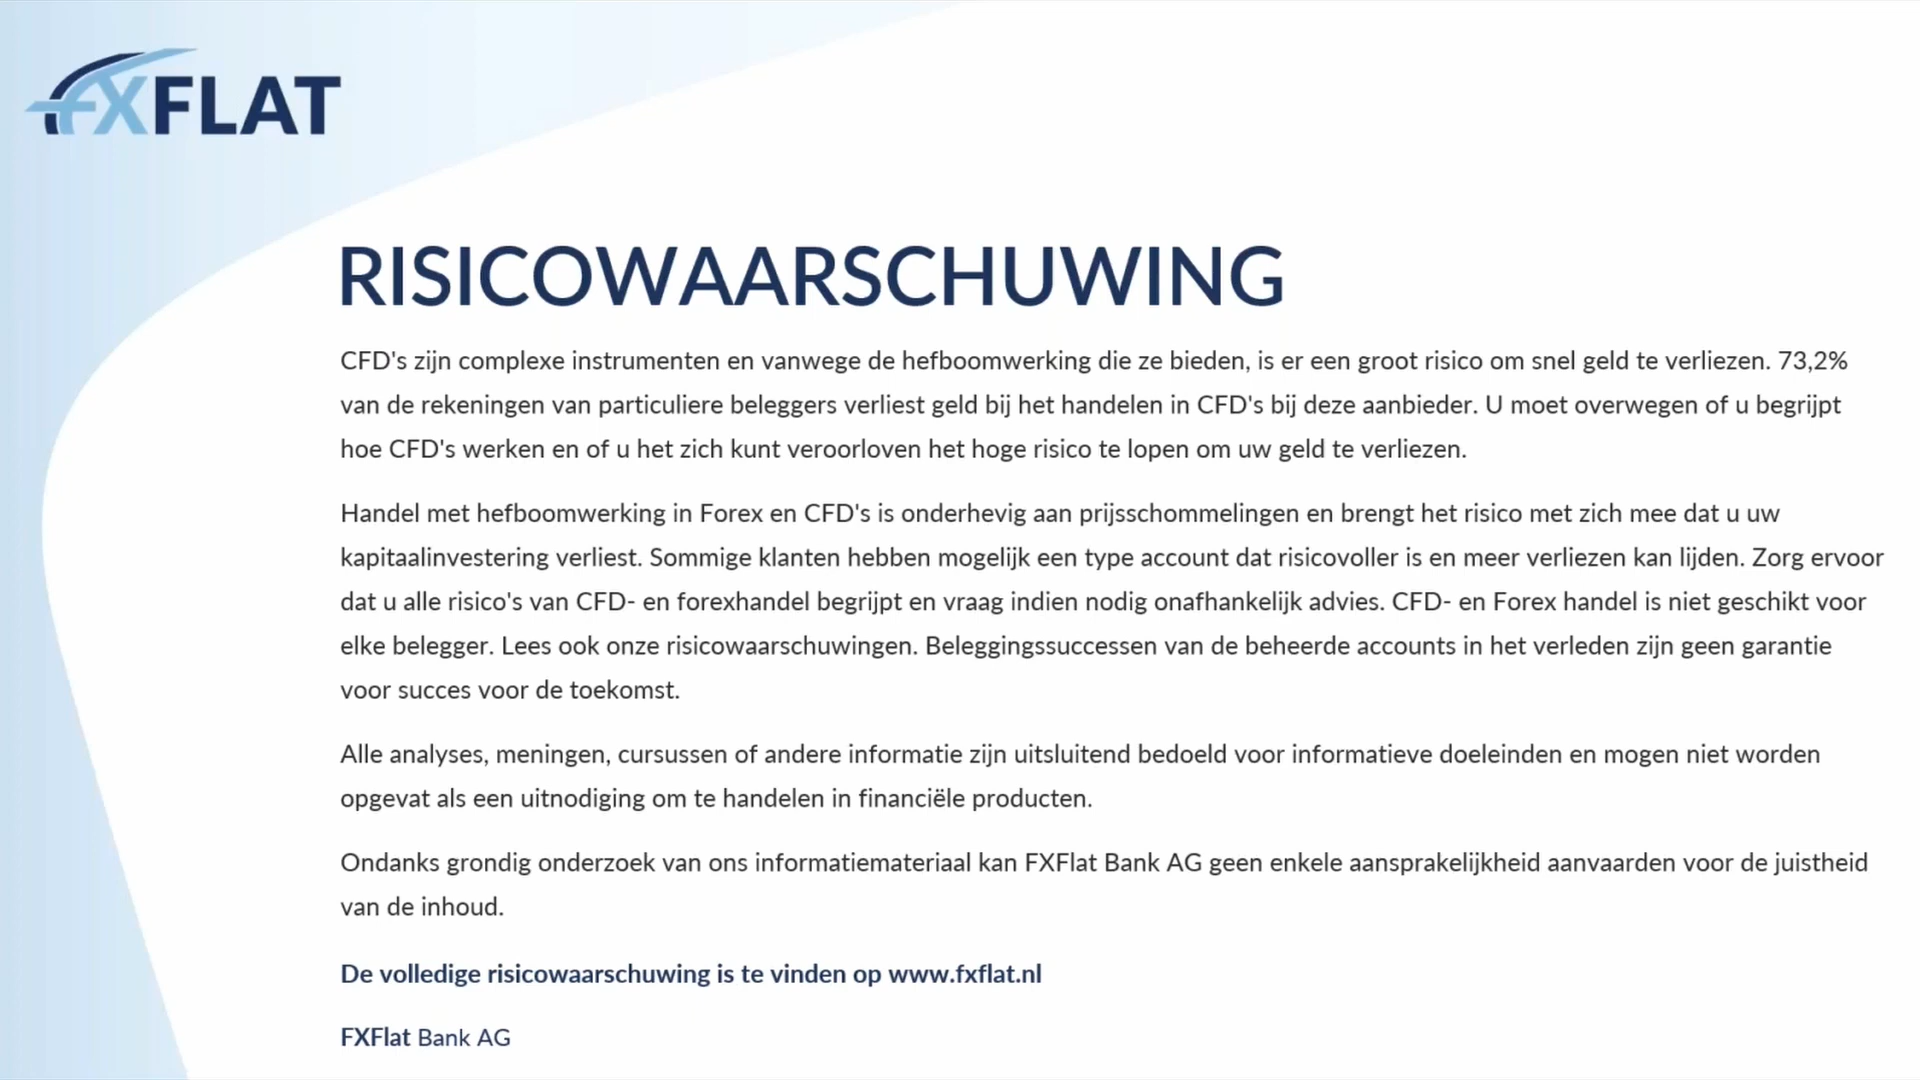 fxFLAT
RISICOWAARSCHUWING
CFD's zijn complexe instrumenten en vanwege de hefboomwerking die ze bieden, is er een groot risico om snel geld te verliezen. 73,2%
van de rekeningen van particuliere beleggers verliest geld bij het handelen in CFD's bij deze aanbieder. U moet overwegen of u begrijpt
hoe CFD's werken en of u het zich kunt veroorloven het hoge risico te lopen om uw geld te verliezen.
Handel met hefboomwerking in Forex en CFD's is onderhevig aan prijsschommelingen en brengt het risico met zich mee dat u uw
kapitaalinvestering verliest. Sommige klanten hebben mogelijk een type account dat risicovoller is en meer verliezen kan lijden. Zorg ervoor
dat u alle risico's van CFD- en forexhandel begrijpt en vraag indien nodig onafhankelijk advies. CFD- en Forex handel is niet geschikt voor
elke belegger. Lees ook onze risicowaarschuwingen. Beleggingssuccessen van de beheerde accounts in het verleden zijn geen garantie
voor succes voor de toekomst.
Alle analyses, meningen, cursussen of andere informatie zijn uitsluitend bedoeld voor informatieve doeleinden en mogen niet worden
opgevat als een uitnodiging om te handelen in financiële producten.
Ondanks grondig onderzoek van ons informatiemateriaal kan FXFlat Bank AG geen enkele aansprakelijkheid aanvaarden voor de juistheid
van de inhoud.
De volledige risicowaarschuwing is te vinden op www.fxflat.nl
FXFlat Bank AG